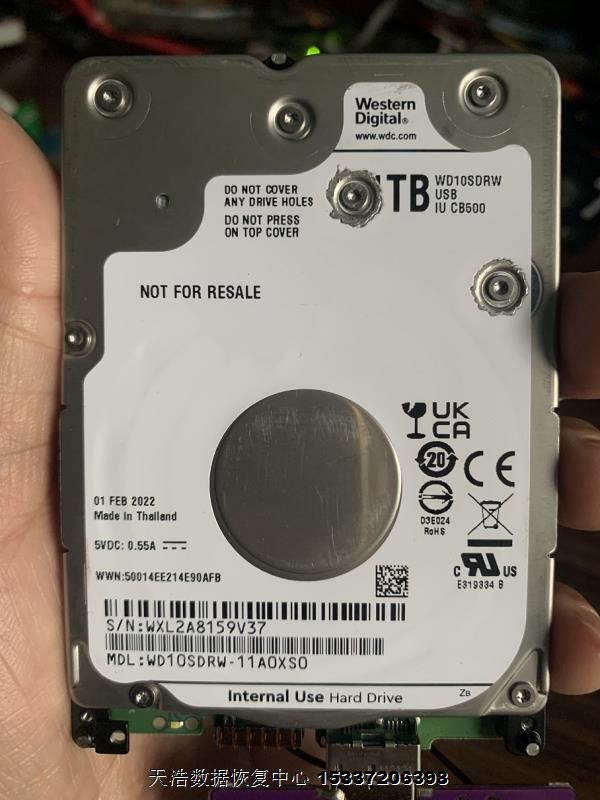 Western
Digital®
www.wdc.com
DO NOT COVER
ANY DRIVE HOLES
DO NOT PRESS
ON TOP COVER
1TB
WD10SDRW
USB
IU CB500
NOT FOR RESALE
UK
CA
20
CE
01 FEB 2022
Made in Thailand
D3E024
RoHS
5VDC: 0.55A
C UR US
E319334 B
WWN:50014EE214E90AFB
S/N:WXL2A8159V37
MDL:WD10SDRW-11A0XS0
Internal Use Hard Drive
ZB
天浩数据恢复中心 15337206398